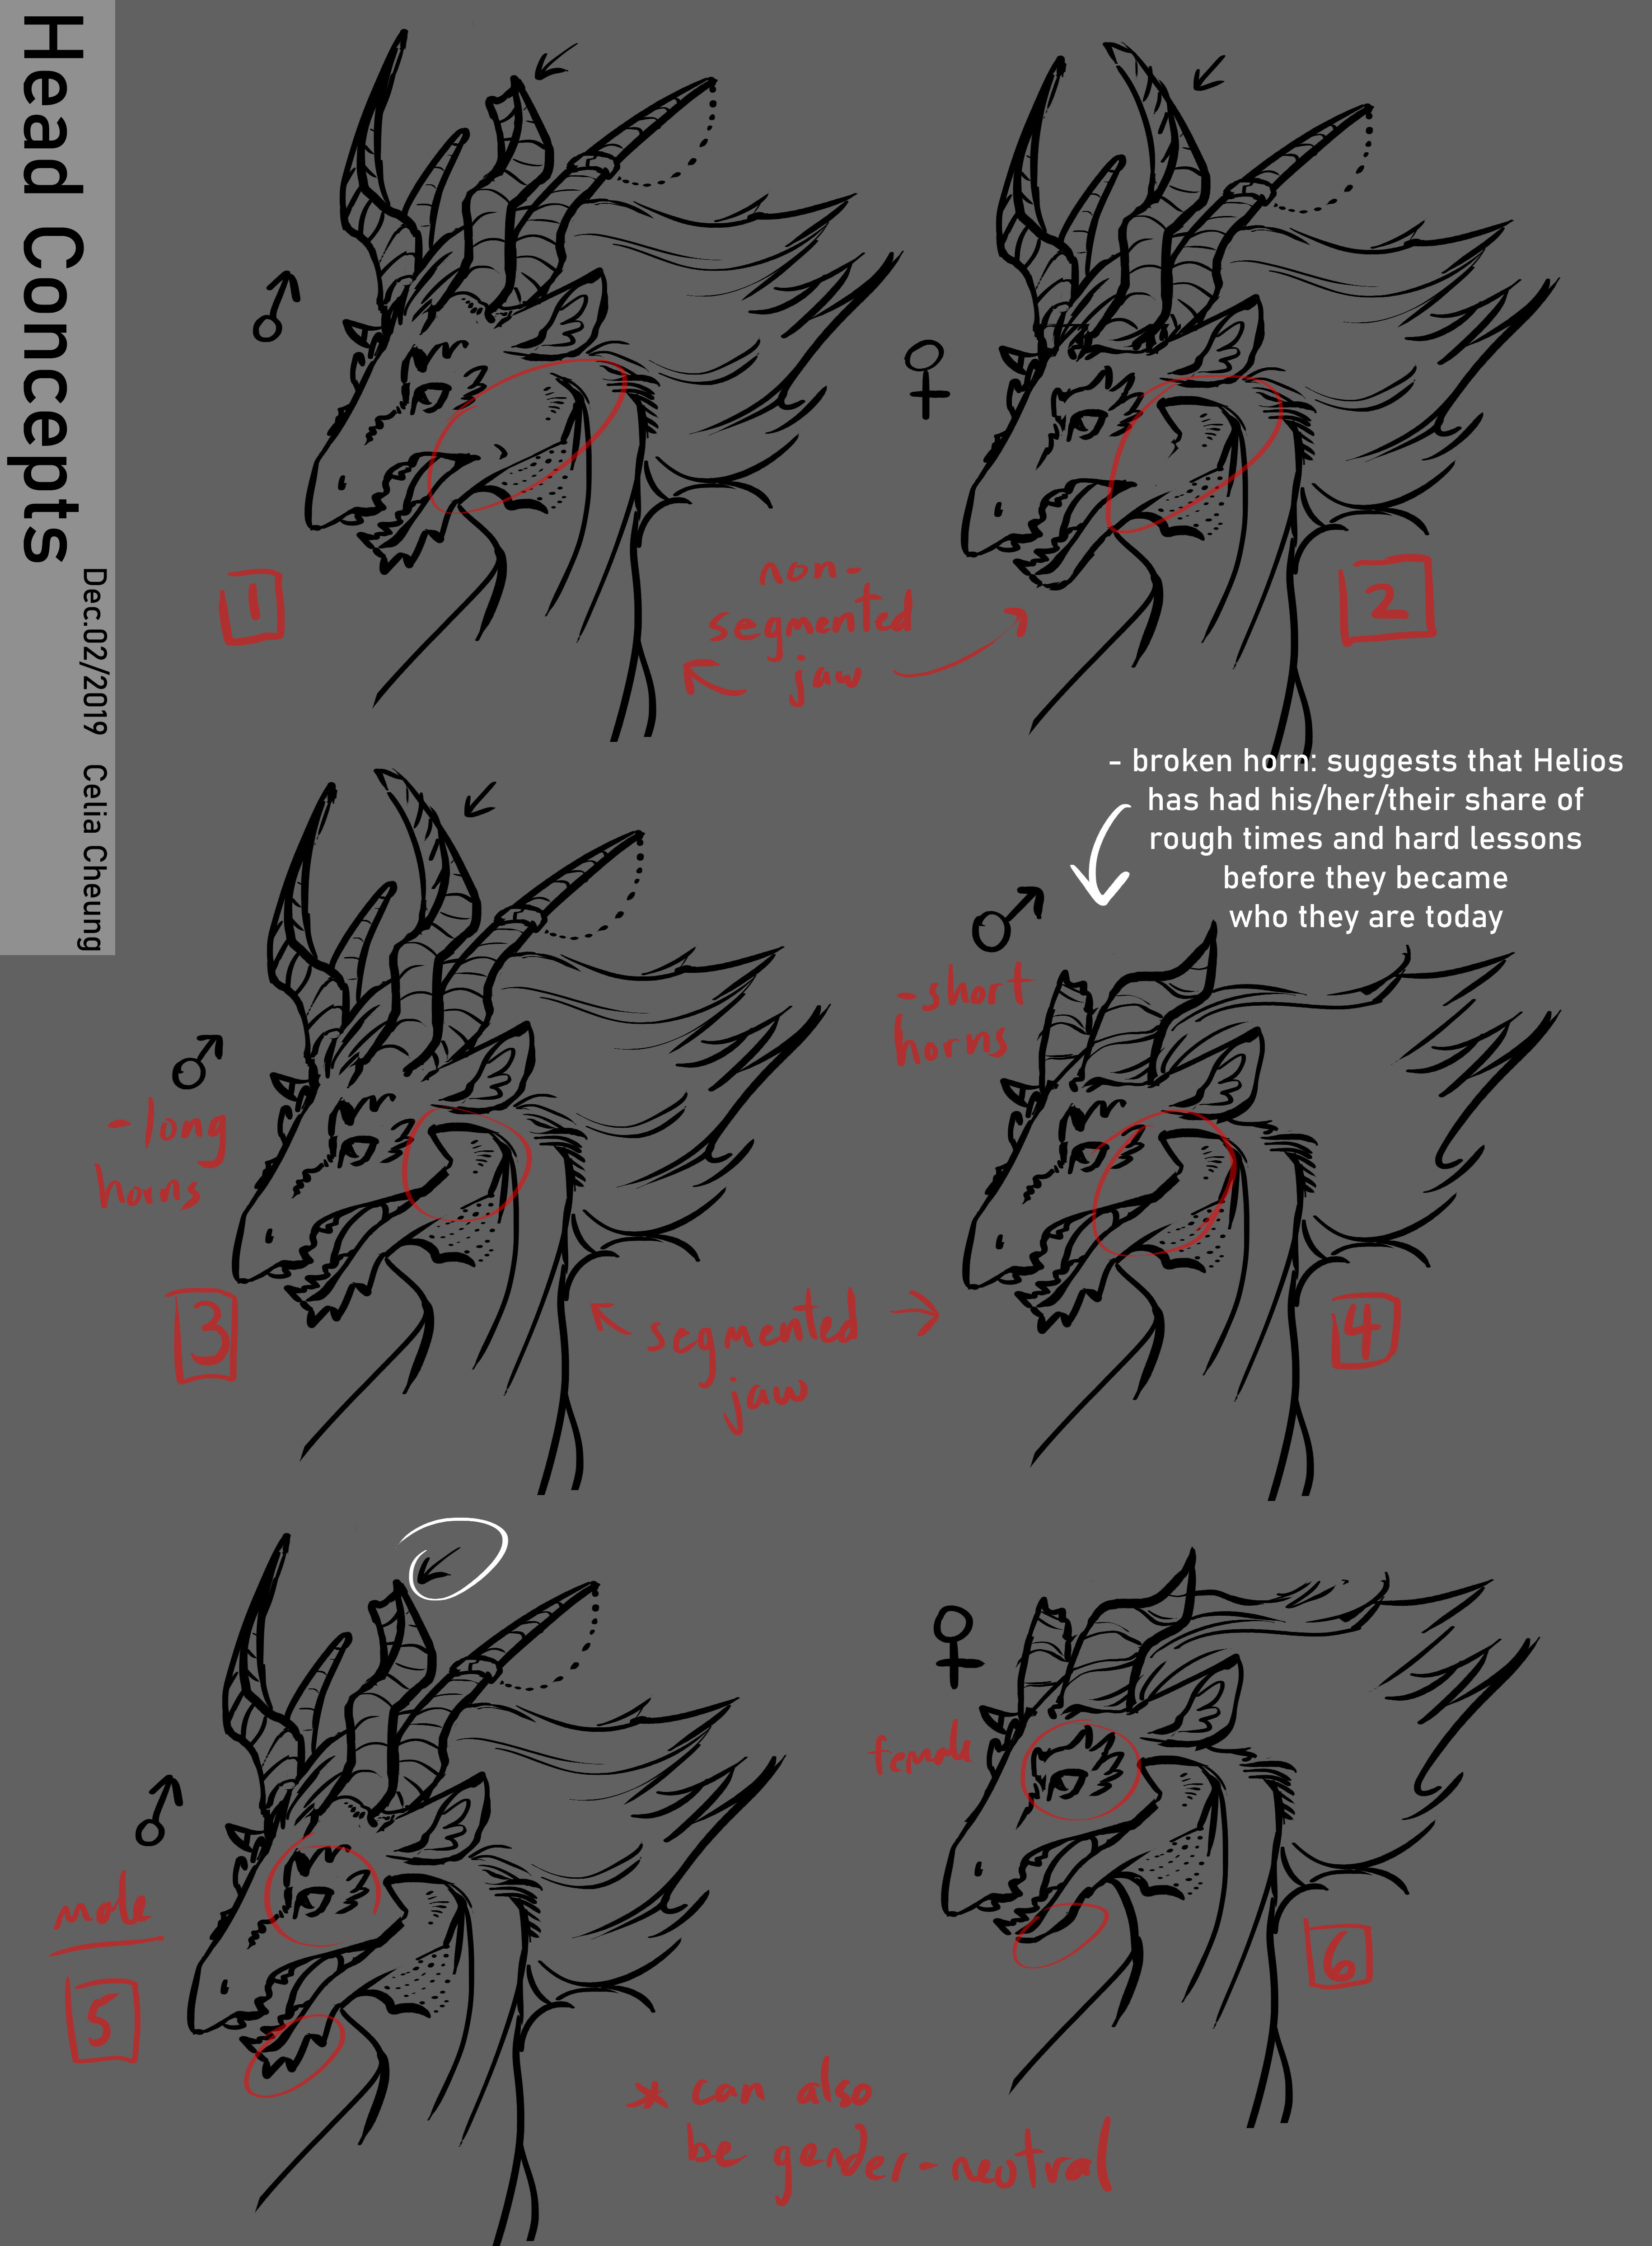 Head Concepts
Dec.02/2019 Celia Cheung
♂
♀
1
non-
segmented
jaw
2
- broken horn: suggests that Helios
has had his/her/their share of
rough times and hard lessons
before they became
who they are today
♂
- long
horns
3
♂
- short
horns
segmented
jaw
4
♂
male
5
♀
female
6
* can also
be gender-neutral